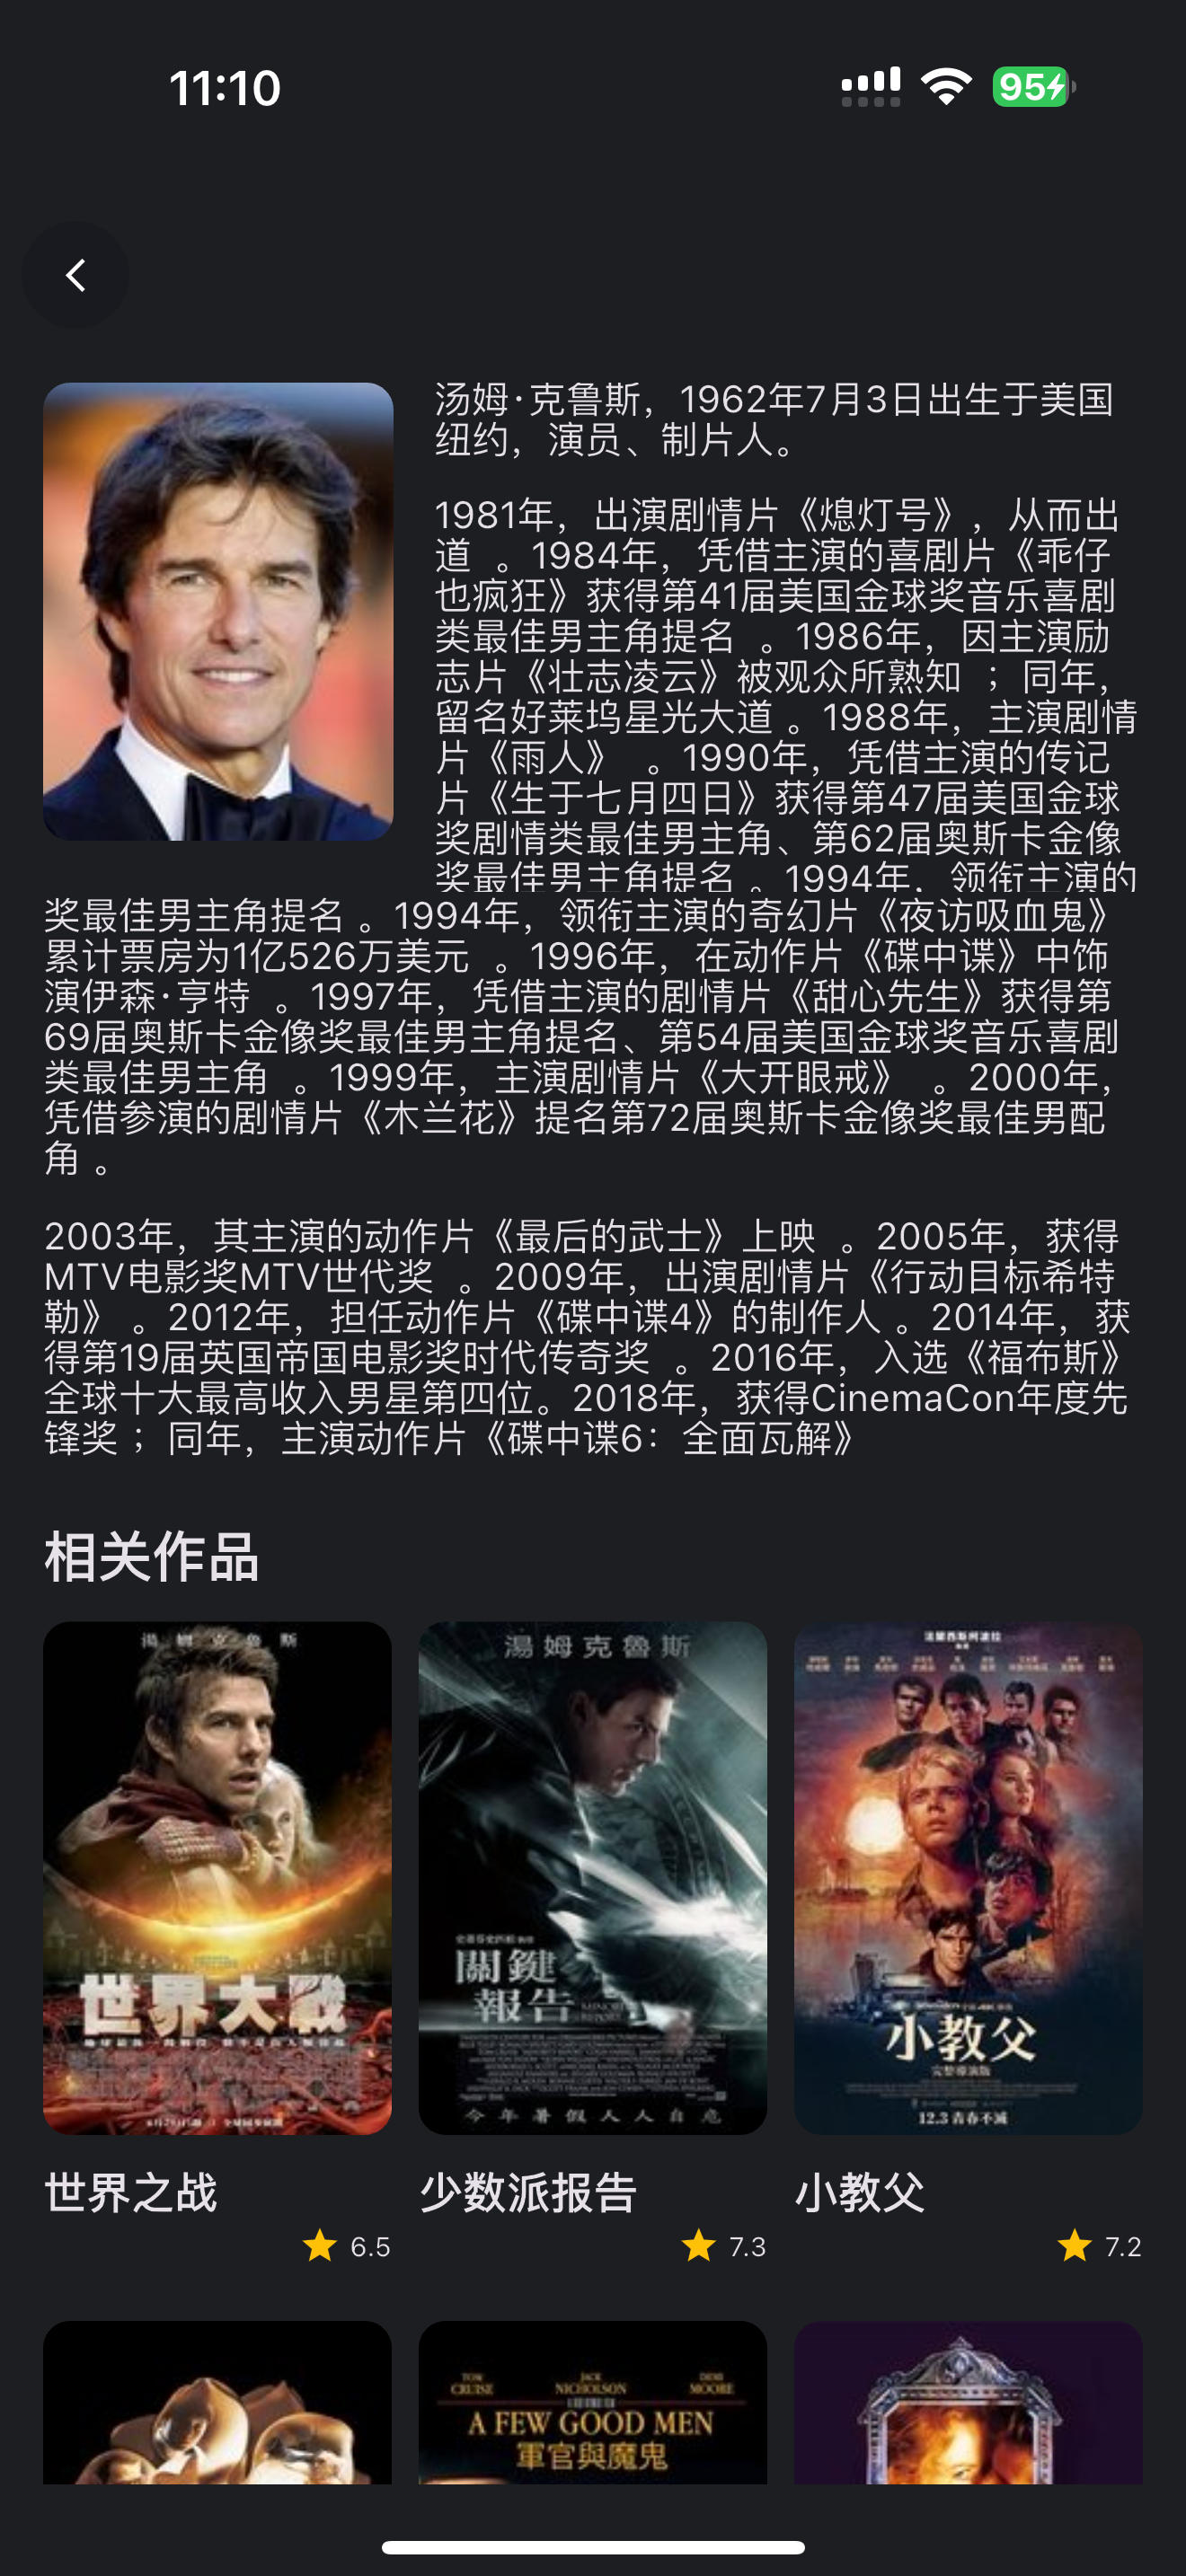 11:10
95
汤姆·克鲁斯，1962年7月3日出生于美国
纽约，演员、制片人。
1981年，出演剧情片《熄灯号》，从而出
道 。1984年，凭借主演的喜剧片《乖仔
也疯狂》获得第41届美国金球奖音乐喜剧
类最佳男主角提名 。1986年，因主演励
志片《壮志凌云》被观众所熟知 ；同年，
留名好莱坞星光大道 。1988年，主演剧情
片《雨人》 。1990年，凭借主演的传记
片《生于七月四日》获得第47届美国金球
奖剧情类最佳男主角、第62届奥斯卡金像
奖最佳男主角提名 。1994年，领衔主演的
奖最佳男主角提名 。1994年，领衔主演的奇幻片《夜访吸血鬼》
累计票房为1亿526万美元 。1996年，在动作片《碟中谍》中饰
演伊森·亨特 。1997年，凭借主演的剧情片《甜心先生》获得第
69届奥斯卡金像奖最佳男主角提名、第54届美国金球奖音乐喜剧
类最佳男主角 。1999年，主演剧情片《大开眼戒》 。2000年，
凭借参演的剧情片《木兰花》提名第72届奥斯卡金像奖最佳男配
角 。
2003年，其主演的动作片《最后的武士》上映 。2005年，获得
MTV电影奖MTV世代奖 。2009年，出演剧情片《行动目标希特
勒》 。2012年，担任动作片《碟中谍4》的制作人 。2014年，获
得第19届英国帝国电影奖时代传奇奖 。2016年，入选《福布斯》
全球十大最高收入男星第四位。2018年，获得CinemaCon年度先
锋奖 ；同年，主演动作片《碟中谍6：全面瓦解》
相关作品
湯姆克魯斯
世界大戰
湯姆克魯斯
關鍵
報告
MINORITY REPORT
今年暑假人人自危
法蘭西斯柯波拉
小教父
完整導演版
12.3 青春不減
世界之战
少数派报告
小教父
6.5
7.3
7.2
TOM CRUISE
JACK NICHOLSON
DEMI MOORE
A FEW GOOD MEN
軍官與魔鬼